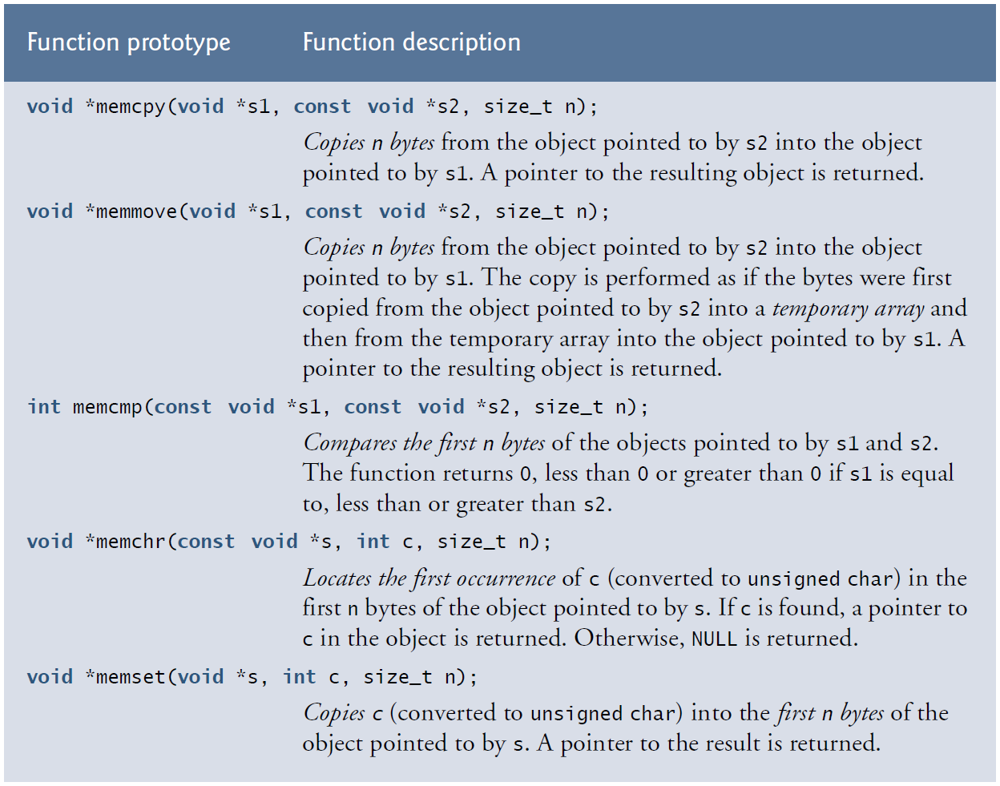 Function prototype Function description
void *memcpy(void *s1, const void *s2, size_t n);
Copies n bytes from the object pointed to by s2 into the object
pointed to by s1. A pointer to the resulting object is returned.
void *memmove(void *s1, const void *s2, size_t n);
Copies n bytes from the object pointed to by s2 into the object
pointed to by s1. The copy is performed as if the bytes were first
copied from the object pointed to by s2 into a temporary array and
then from the temporary array into the object pointed to by s1. A
pointer to the resulting object is returned.
int memcmp(const void *s1, const void *s2, size_t n);
Compares the first n bytes of the objects pointed to by s1 and s2.
The function returns 0, less than 0 or greater than 0 if s1 is equal
to, less than or greater than s2.
void *memchr(const void *s, int c, size_t n);
Locates the first occurrence of c (converted to unsigned char) in the
first n bytes of the object pointed to by s. If c is found, a pointer to
c in the object is returned. Otherwise, NULL is returned.
void *memset(void *s, int c, size_t n);
Copies c (converted to unsigned char) into the first n bytes of the
object pointed to by s. A pointer to the result is returned.